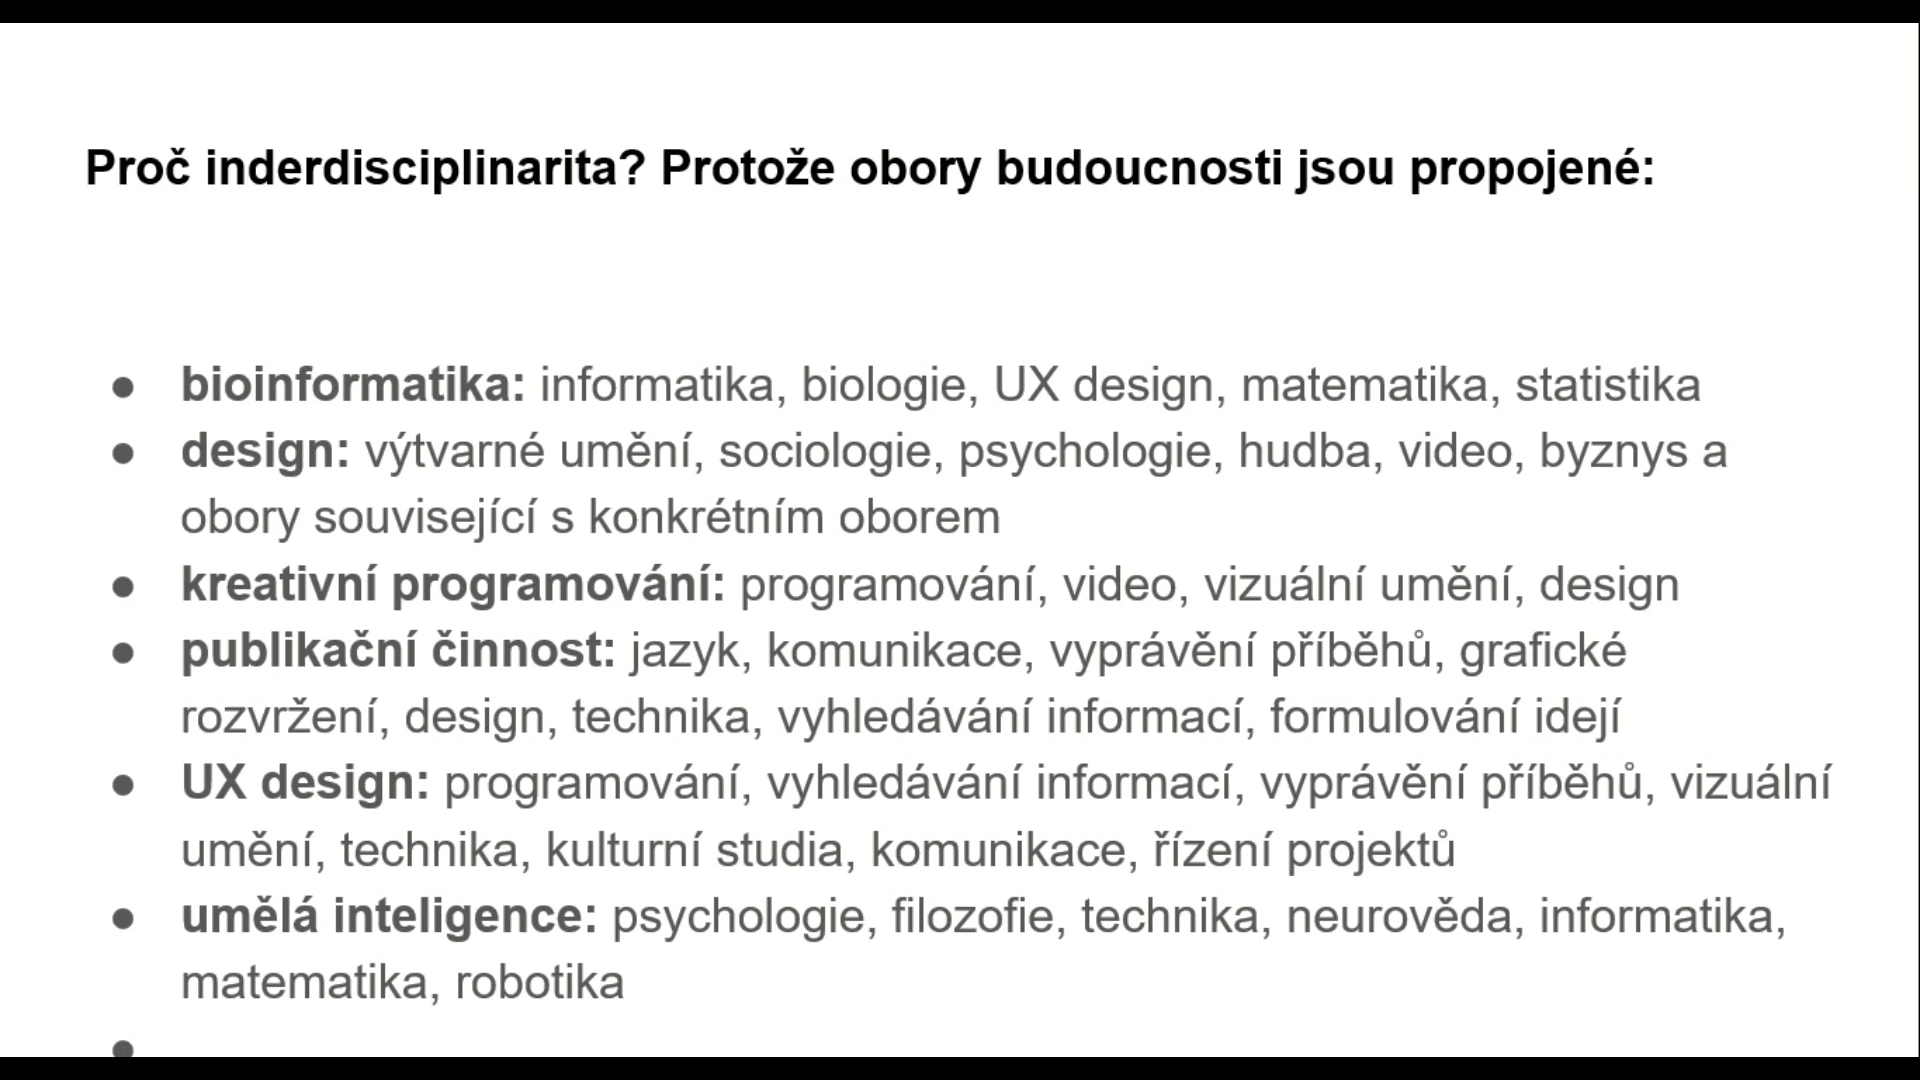 Proč inderdisciplinarita? Protože obory budoucnosti jsou propojené:
● bioinformatika: informatika, biologie, UX design, matematika, statistika
● design: výtvarné umění, sociologie, psychologie, hudba, video, byznys a
obory související s konkrétním oborem
● kreativní programování: programování, video, vizuální umění, design
● publikační činnost: jazyk, komunikace, vyprávění příběhů, grafické
rozvržení, design, technika, vyhledávání informací, formulování idejí
● UX design: programování, vyhledávání informací, vyprávění příběhů, vizuální
umění, technika, kulturní studia, komunikace, řízení projektů
● umělá inteligence: psychologie, filozofie, technika, neurověda, informatika,
matematika, robotika
●